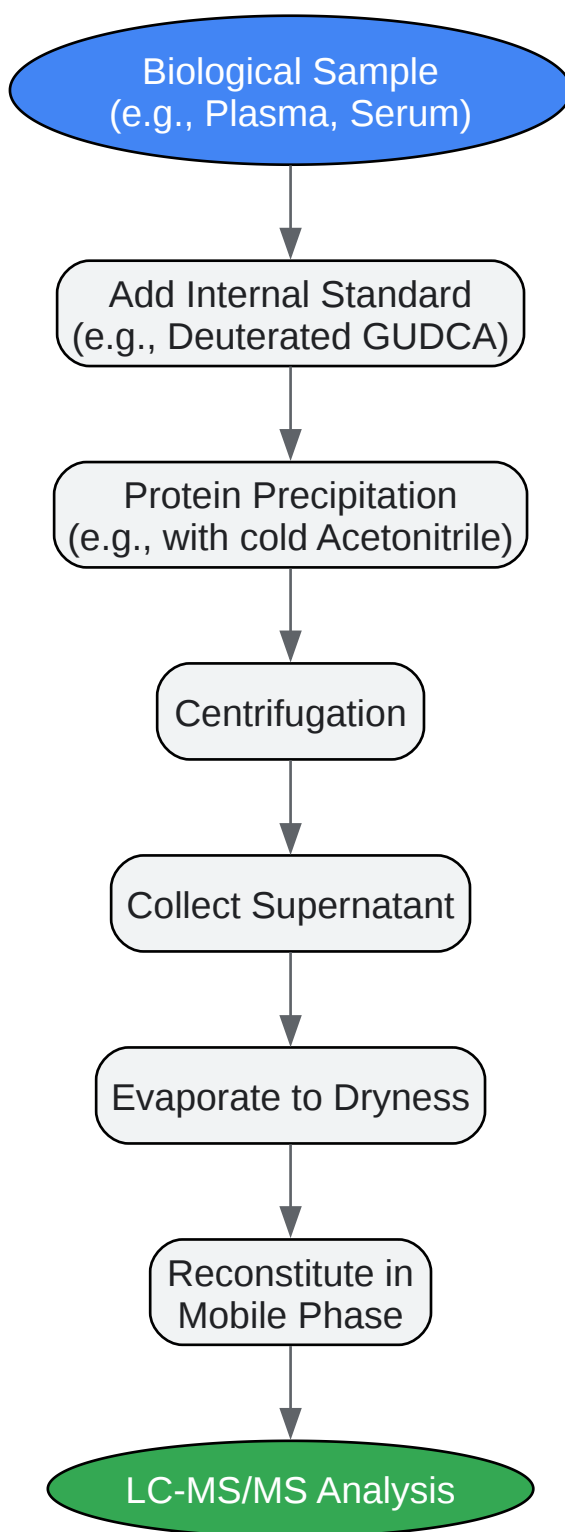 Biological Sample
(e.g., Plasma, Serum)
Add Internal Standard
(e.g., Deuterated GUDCA)
Protein Precipitation
(e.g., with cold Acetonitrile)
Centrifugation
Collect Supernatant
Evaporate to Dryness
Reconstitute in
Mobile Phase
LC-MS/MS Analysis